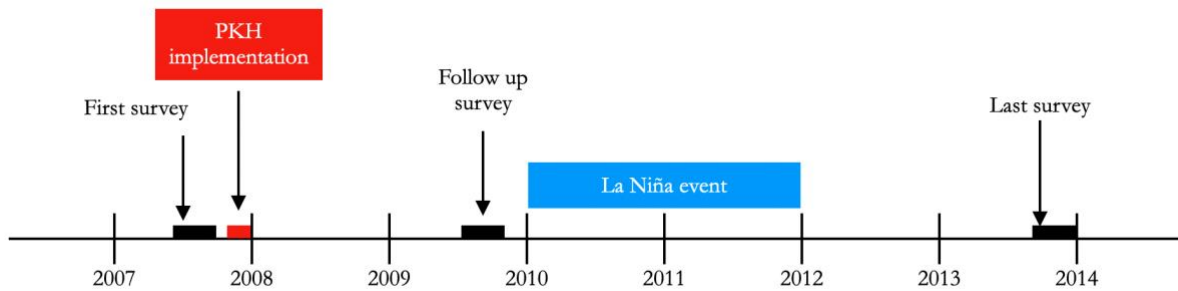 PKH
implementation
First survey
Follow up
survey
Last survey
La Niña event
2007
2008
2009
2010
2011
2012
2013
2014